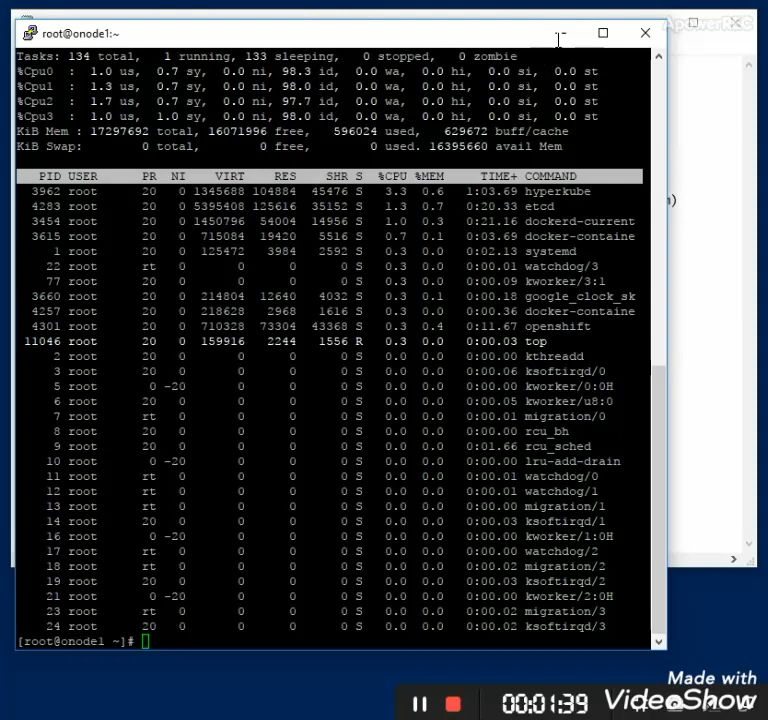 ApowerREC
root@onode1:~
Tasks: 134 total,   1 running, 133 sleeping,   0 stopped,   0 zombie
%Cpu0  :  1.0 us,  0.7 sy,  0.0 ni, 98.3 id,  0.0 wa,  0.0 hi,  0.0 si,  0.0 st
%Cpu1  :  1.3 us,  0.7 sy,  0.0 ni, 98.0 id,  0.0 wa,  0.0 hi,  0.0 si,  0.0 st
%Cpu2  :  1.7 us,  0.7 sy,  0.0 ni, 97.7 id,  0.0 wa,  0.0 hi,  0.0 si,  0.0 st
%Cpu3  :  1.0 us,  1.0 sy,  0.0 ni, 98.0 id,  0.0 wa,  0.0 hi,  0.0 si,  0.0 st
KiB Mem : 17297692 total, 16071996 free,   596024 used,   629672 buff/cache
KiB Swap:        0 total,        0 free,        0 used. 16395660 avail Mem
PID USER      PR  NI    VIRT    RES    SHR S  %CPU %MEM     TIME+ COMMAND
3962 root      20   0 1345688 104884  45476 S   3.3  0.6   1:03.69 hyperkube
4283 root      20   0 5395408 125616  35152 S   1.3  0.7   0:20.33 etcd
3454 root      20   0 1450796  54004  14956 S   1.0  0.3   0:21.16 dockerd-current
3615 root      20   0  715084  19420   5516 S   0.7  0.1   0:03.69 docker-containe
1 root      20   0  125472   3984   2592 S   0.3  0.0   0:02.13 systemd
22 root      rt   0       0      0      0 S   0.3  0.0   0:00.01 watchdog/3
77 root      20   0       0      0      0 S   0.3  0.0   0:00.09 kworker/3:1
3660 root      20   0  214804  12640   4032 S   0.3  0.1   0:00.18 google_clock_sk
4257 root      20   0  218628   2968   1616 S   0.3  0.0   0:00.36 docker-containe
4301 root      20   0  710328  73304  43368 S   0.3  0.4   0:11.67 openshift
11046 root      20   0  159916   2244   1556 R   0.3  0.0   0:00.03 top
2 root      20   0       0      0      0 S   0.0  0.0   0:00.00 kthreadd
3 root      20   0       0      0      0 S   0.0  0.0   0:00.06 ksoftirqd/0
5 root       0 -20       0      0      0 S   0.0  0.0   0:00.00 kworker/0:0H
6 root      20   0       0      0      0 S   0.0  0.0   0:00.05 kworker/u8:0
7 root      rt   0       0      0      0 S   0.0  0.0   0:00.01 migration/0
8 root      20   0       0      0      0 S   0.0  0.0   0:00.00 rcu_bh
9 root      20   0       0      0      0 S   0.0  0.0   0:01.66 rcu_sched
10 root       0 -20       0      0      0 S   0.0  0.0   0:00.00 lru-add-drain
11 root      rt   0       0      0      0 S   0.0  0.0   0:00.01 watchdog/0
12 root      rt   0       0      0      0 S   0.0  0.0   0:00.01 watchdog/1
13 root      rt   0       0      0      0 S   0.0  0.0   0:00.01 migration/1
14 root      20   0       0      0      0 S   0.0  0.0   0:00.03 ksoftirqd/1
16 root       0 -20       0      0      0 S   0.0  0.0   0:00.00 kworker/1:0H
17 root      rt   0       0      0      0 S   0.0  0.0   0:00.00 watchdog/2
18 root      rt   0       0      0      0 S   0.0  0.0   0:00.02 migration/2
19 root      20   0       0      0      0 S   0.0  0.0   0:00.03 ksoftirqd/2
21 root       0 -20       0      0      0 S   0.0  0.0   0:00.00 kworker/2:0H
23 root      rt   0       0      0      0 S   0.0  0.0   0:00.02 migration/3
24 root      20   0       0      0      0 S   0.0  0.0   0:00.02 ksoftirqd/3
[root@onode1 ~]#
Made with
00:01:39 VideoShow